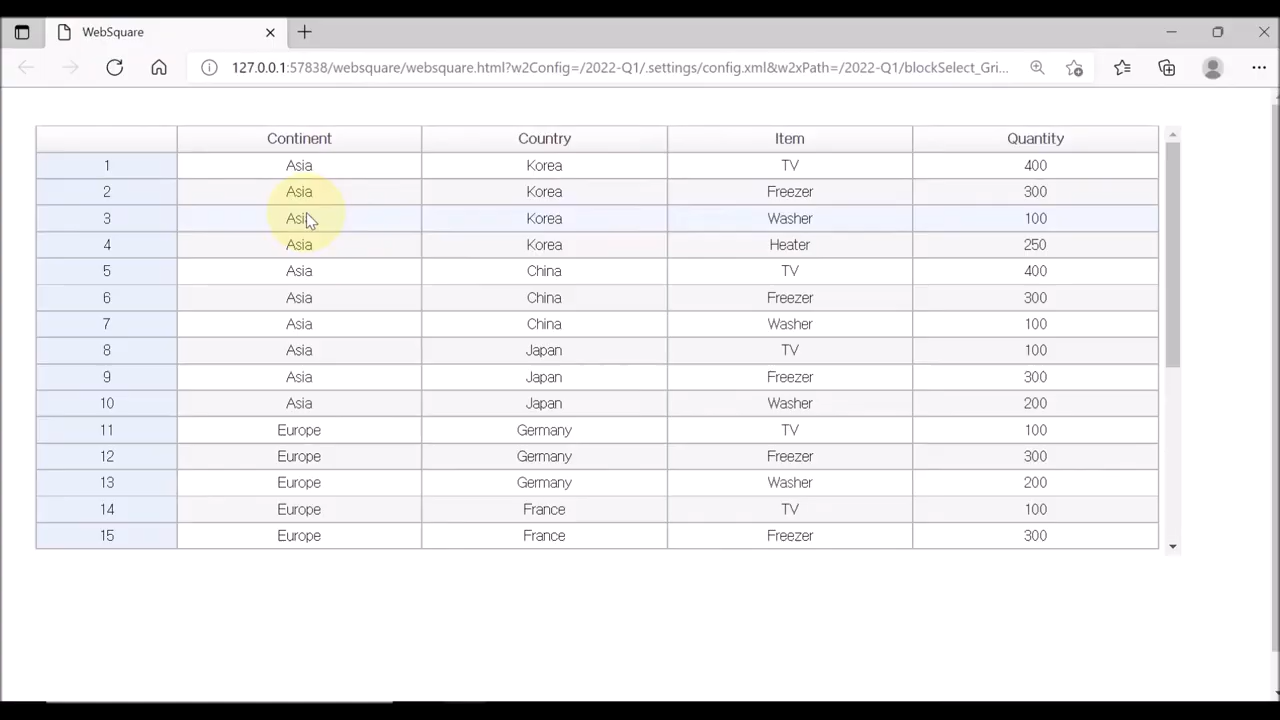 WebSquare
127.0.0.1:57838/websquare/websquare.html?w2Config=/2022-Q1/.settings/config.xml&w2xPath=/2022-Q1/blockSelect_Gri...
Continent Country Item Quantity
1 Asia Korea TV 400
2 Asia Korea Freezer 300
3 Asia Korea Washer 100
4 Asia Korea Heater 250
5 Asia China TV 400
6 Asia China Freezer 300
7 Asia China Washer 100
8 Asia Japan TV 100
9 Asia Japan Freezer 300
10 Asia Japan Washer 200
11 Europe Germany TV 100
12 Europe Germany Freezer 300
13 Europe Germany Washer 200
14 Europe France TV 100
15 Europe France Freezer 300